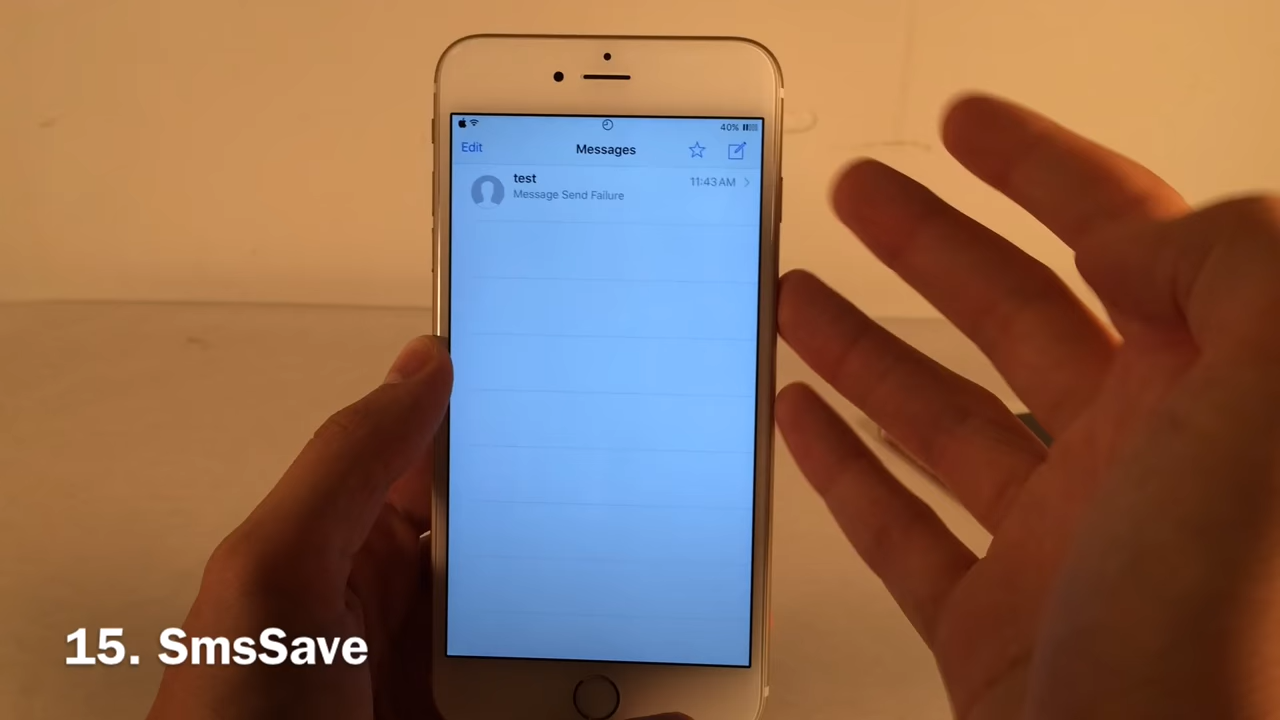 40%
Edit
Messages
test
11:43 AM
Message Send Failure
15. SmsSave